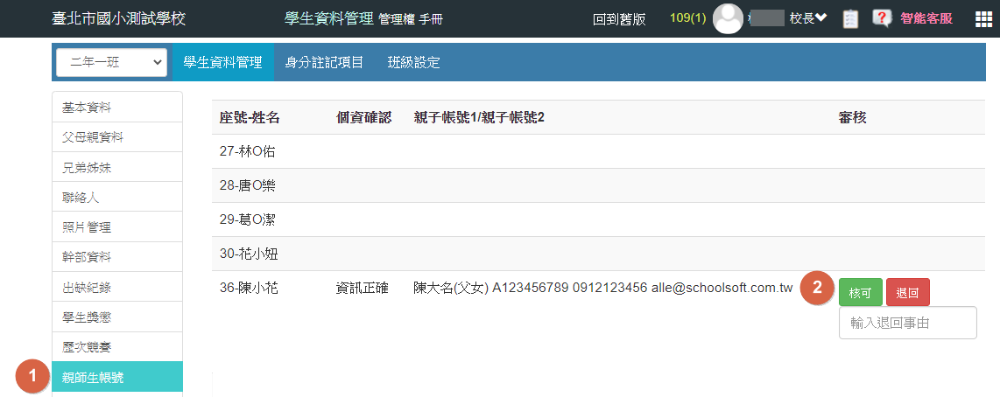 臺北市國小測試學校 學生資料管理 管理權 手冊 回到舊版 109(1) 校長 智能客服
二年一班 學生資料管理 身分註記項目 班級設定
基本資料
父母親資料
兄弟姊妹
聯絡人
照片管理
幹部資料
出缺紀錄
學生獎懲
歷次競賽
1 親師生帳號
座號-姓名 個資確認 親子帳號1/親子帳號2 審核
27-林O佑
28-唐O樂
29-葛O潔
30-花小妞
36-陳小花 資訊正確 陳大名(父女) A123456789 0912123456 alle@schoolsoft.com.tw 2 核可 退回
輸入退回事由